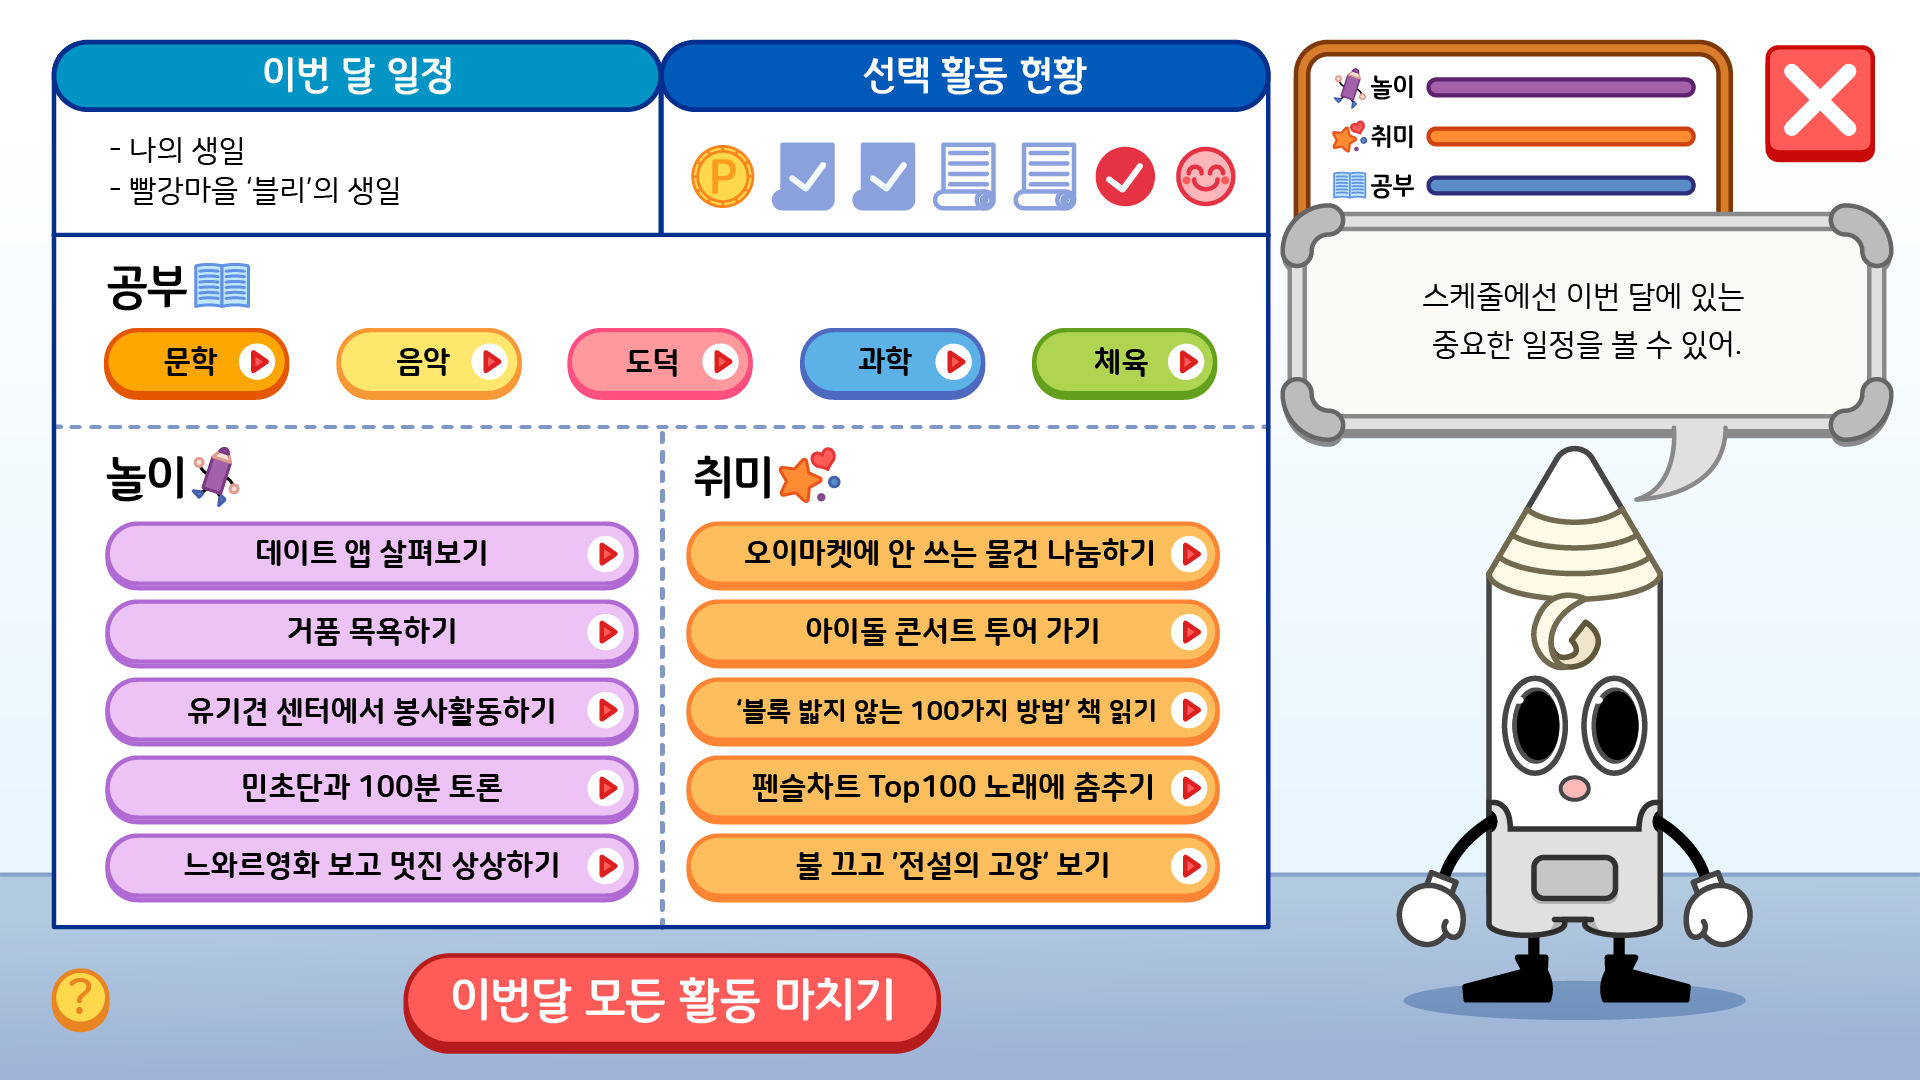 이번 달 일정
- 나의 생일
- 빨강마을 ‘블리’의 생일
선택 활동 현황
P
놀이
취미
공부
스케줄에선 이번 달에 있는
중요한 일정을 볼 수 있어.
공부
문학
음악
도덕
과학
체육
놀이
데이트 앱 살펴보기
거품 목욕하기
유기견 센터에서 봉사활동하기
민초단과 100분 토론
느와르영화 보고 멋진 상상하기
취미
오이마켓에 안 쓰는 물건 나눔하기
아이돌 콘서트 투어 가기
‘블록 밟지 않는 100가지 방법’ 책 읽기
펜슬차트 Top100 노래에 춤추기
불 끄고 ’전설의 고양‘ 보기
?
이번달 모든 활동 마치기